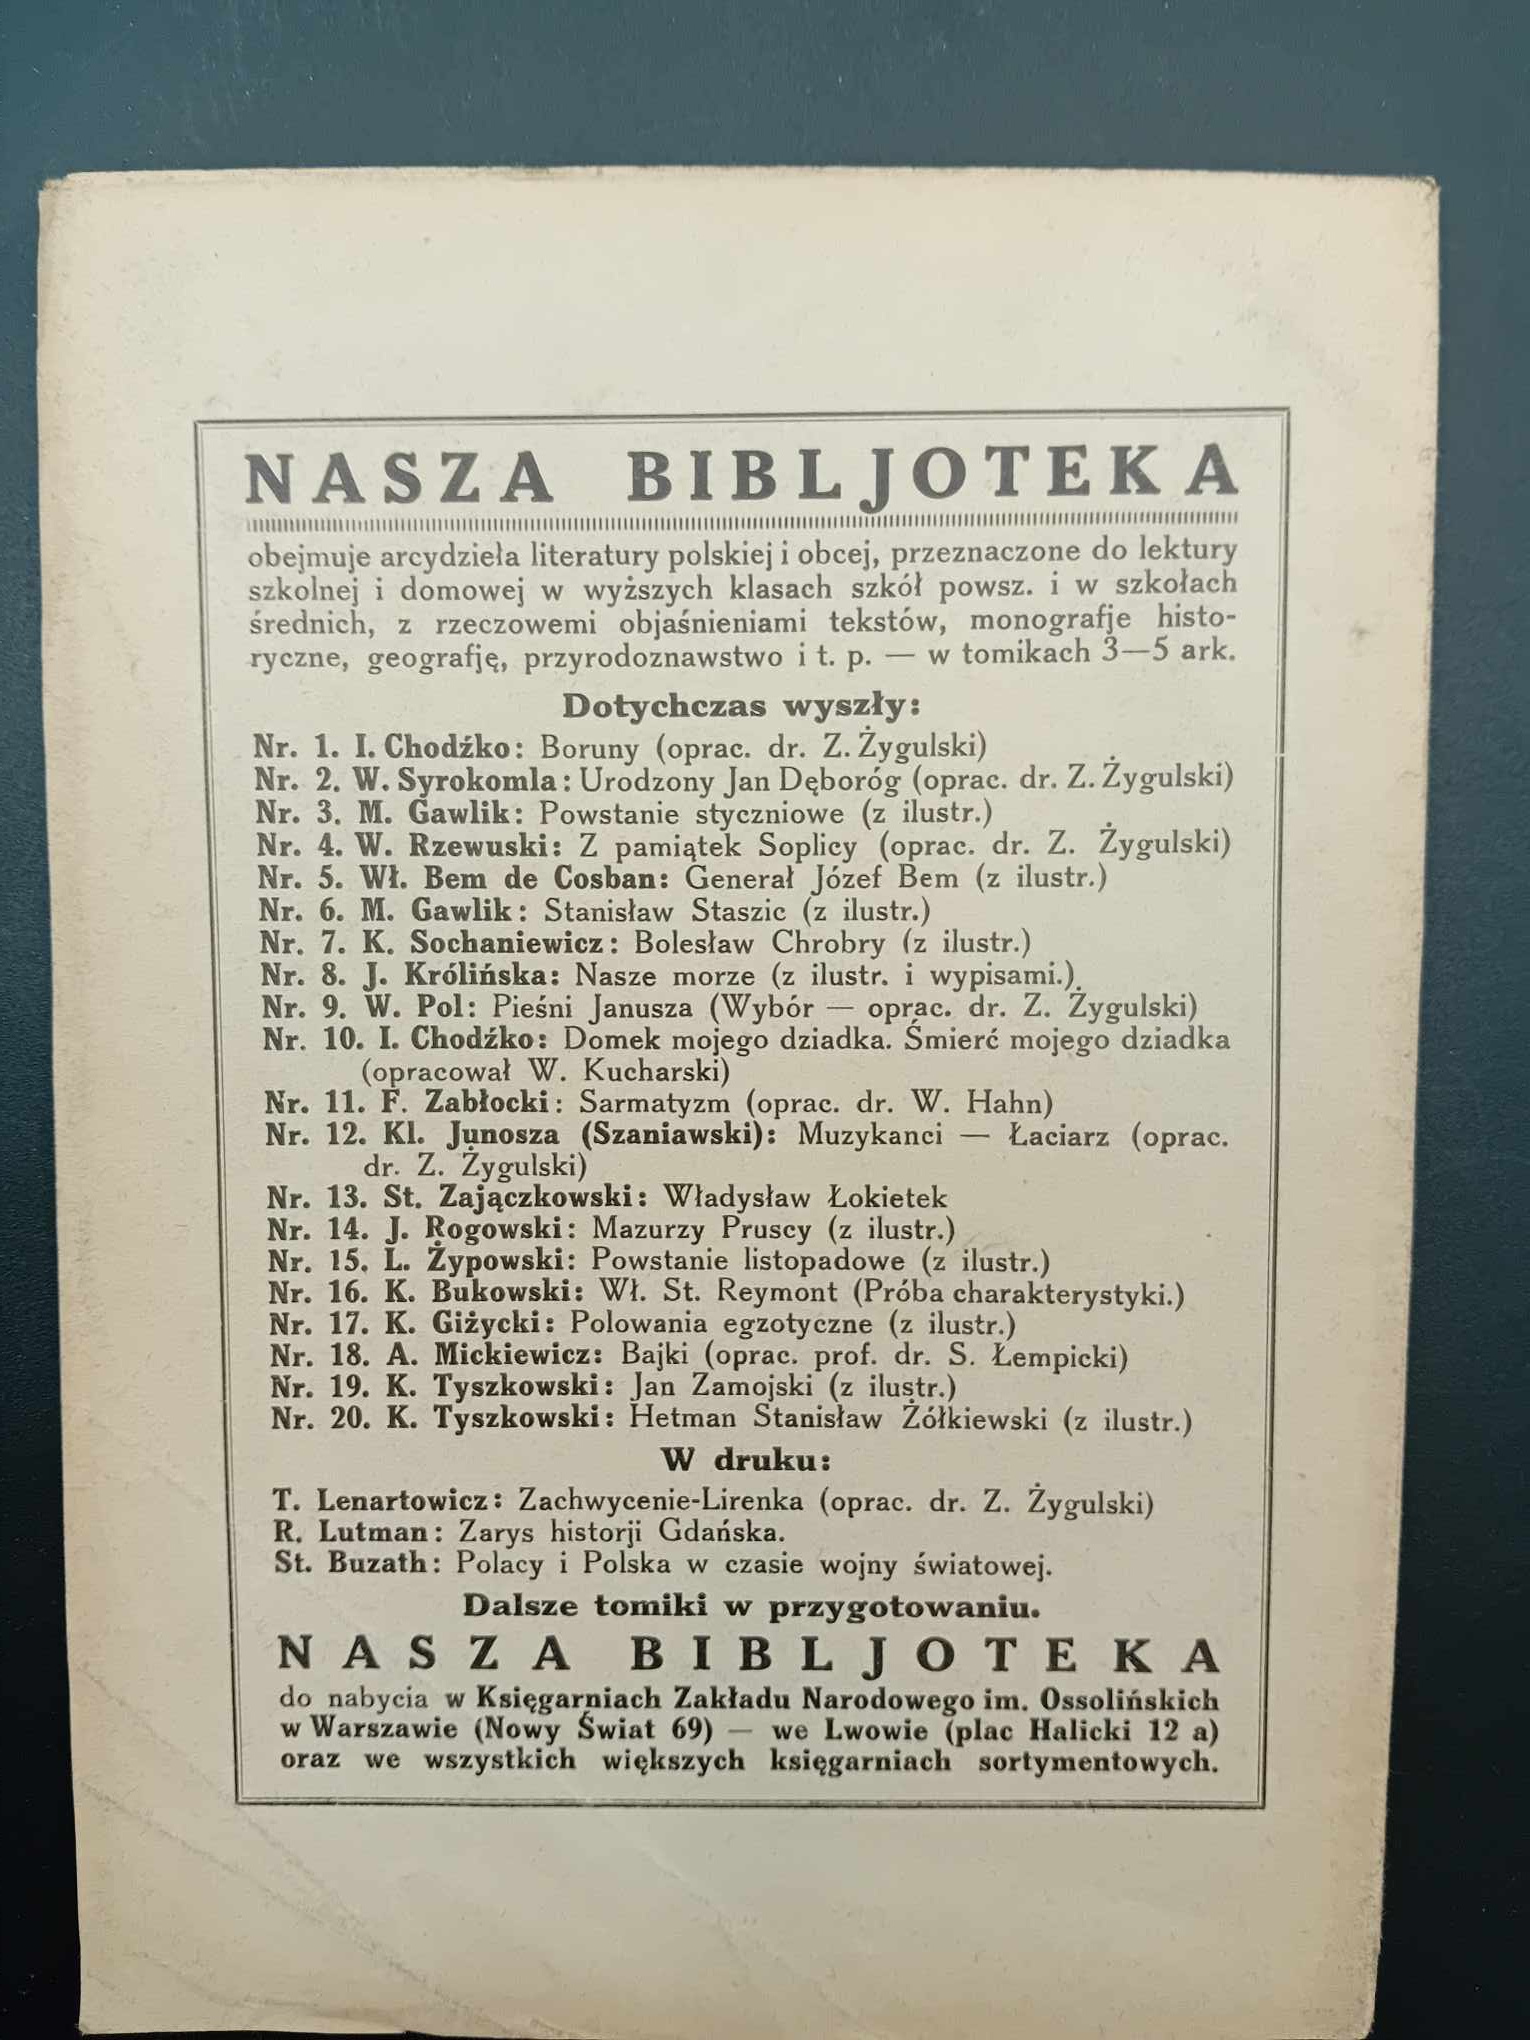 NASZA BIBLJOTEKA
obejmuje arcydzieła literatury polskiej i obcej, przeznaczone do lektury
szkolnej i domowej w wyższych klasach szkół powsz. i w szkołach
średnich, z rzeczowemi objaśnieniami tekstów, monografje histo-
ryczne, geografję, przyrodoznawstwo i t. p. — w tomikach 3—5 ark.
Dotychczas wyszły:
Nr. 1. I. Chodźko: Boruny (oprac. dr. Z. Żygulski)
Nr. 2. W. Syrokomla: Urodzony Jan Dęboróg (oprac. dr. Z. Żygulski)
Nr. 3. M. Gawlik: Powstanie styczniowe (z ilustr.)
Nr. 4. W. Rzewuski: Z pamiątek Soplicy (oprac. dr. Z. Żygulski)
Nr. 5. Wł. Bem de Cosban: Generał Józef Bem (z ilustr.)
Nr. 6. M. Gawlik: Stanisław Staszic (z ilustr.)
Nr. 7. K. Sochaniewicz: Bolesław Chrobry (z ilustr.)
Nr. 8. J. Królińska: Nasze morze (z ilustr. i wypisami.)
Nr. 9. W. Pol: Pieśni Janusza (Wybór — oprac. dr. Z. Żygulski)
Nr. 10. I. Chodźko: Domek mojego dziadka. Śmierć mojego dziadka
(opracował W. Kucharski)
Nr. 11. F. Zabłocki: Sarmatyzm (oprac. dr. W. Hahn)
Nr. 12. Kl. Junosza (Szaniawski): Muzykanci — Łaciarz (oprac.
dr. Z. Żygulski)
Nr. 13. St. Zajączkowski: Władysław Łokietek
Nr. 14. J. Rogowski: Mazurzy Pruscy (z ilustr.)
Nr. 15. L. Żypowski: Powstanie listopadowe (z ilustr.)
Nr. 16. K. Bukowski: Wł. St. Reymont (Próba charakterystyki.)
Nr. 17. K. Giżycki: Polowania egzotyczne (z ilustr.)
Nr. 18. A. Mickiewicz: Bajki (oprac. prof. dr. S. Łempicki)
Nr. 19. K. Tyszkowski: Jan Zamojski (z ilustr.)
Nr. 20. K. Tyszkowski: Hetman Stanisław Żółkiewski (z ilustr.)
W druku:
T. Lenartowicz: Zachwycenie-Lirenka (oprac. dr. Z. Żygulski)
R. Lutman: Zarys historji Gdańska.
St. Buzath: Polacy i Polska w czasie wojny światowej.
Dalsze tomiki w przygotowaniu.
NASZA BIBLJOTEKA
do nabycia w Księgarniach Zakładu Narodowego im. Ossolińskich
w Warszawie (Nowy Świat 69) — we Lwowie (plac Halicki 12 a)
oraz we wszystkich większych księgarniach sortymentowych.